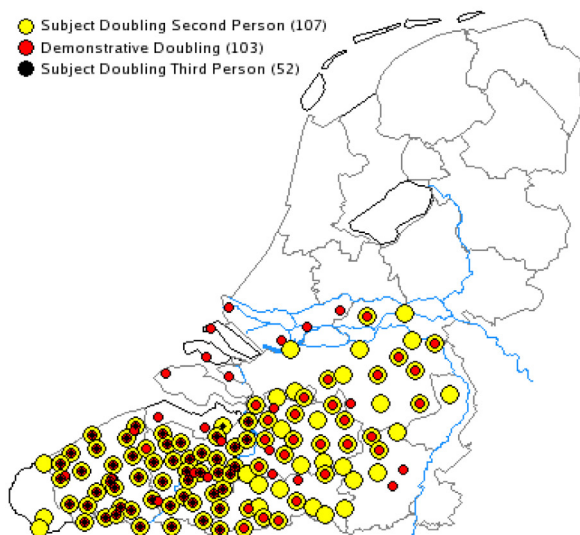 Subject Doubling Second Person (107)
Demonstrative Doubling (103)
Subject Doubling Third Person (52)